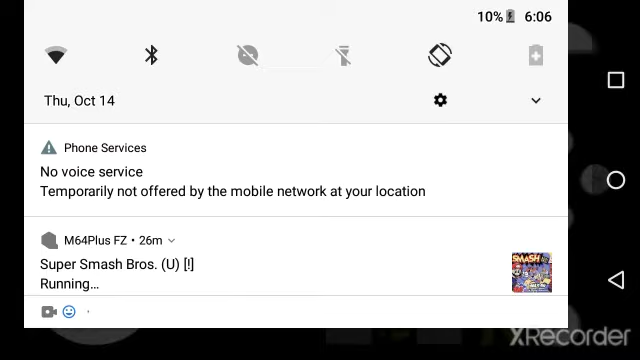 10% 6:06
Thu, Oct 14
Phone Services
No voice service
Temporarily not offered by the mobile network at your location
M64Plus FZ • 26m
Super Smash Bros. (U) [!]
Running...
SMASH
XRecorder